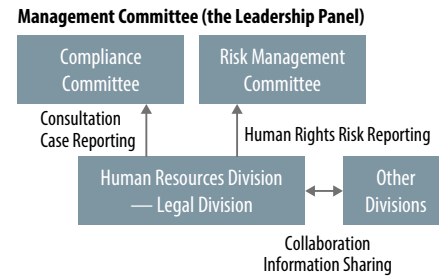 Management Committee (the Leadership Panel)
Compliance
Committee
Risk Management
Committee
Consultation
Case Reporting
Human Rights Risk Reporting
Human Resources Division
— Legal Division
Other
Divisions
Collaboration
Information Sharing